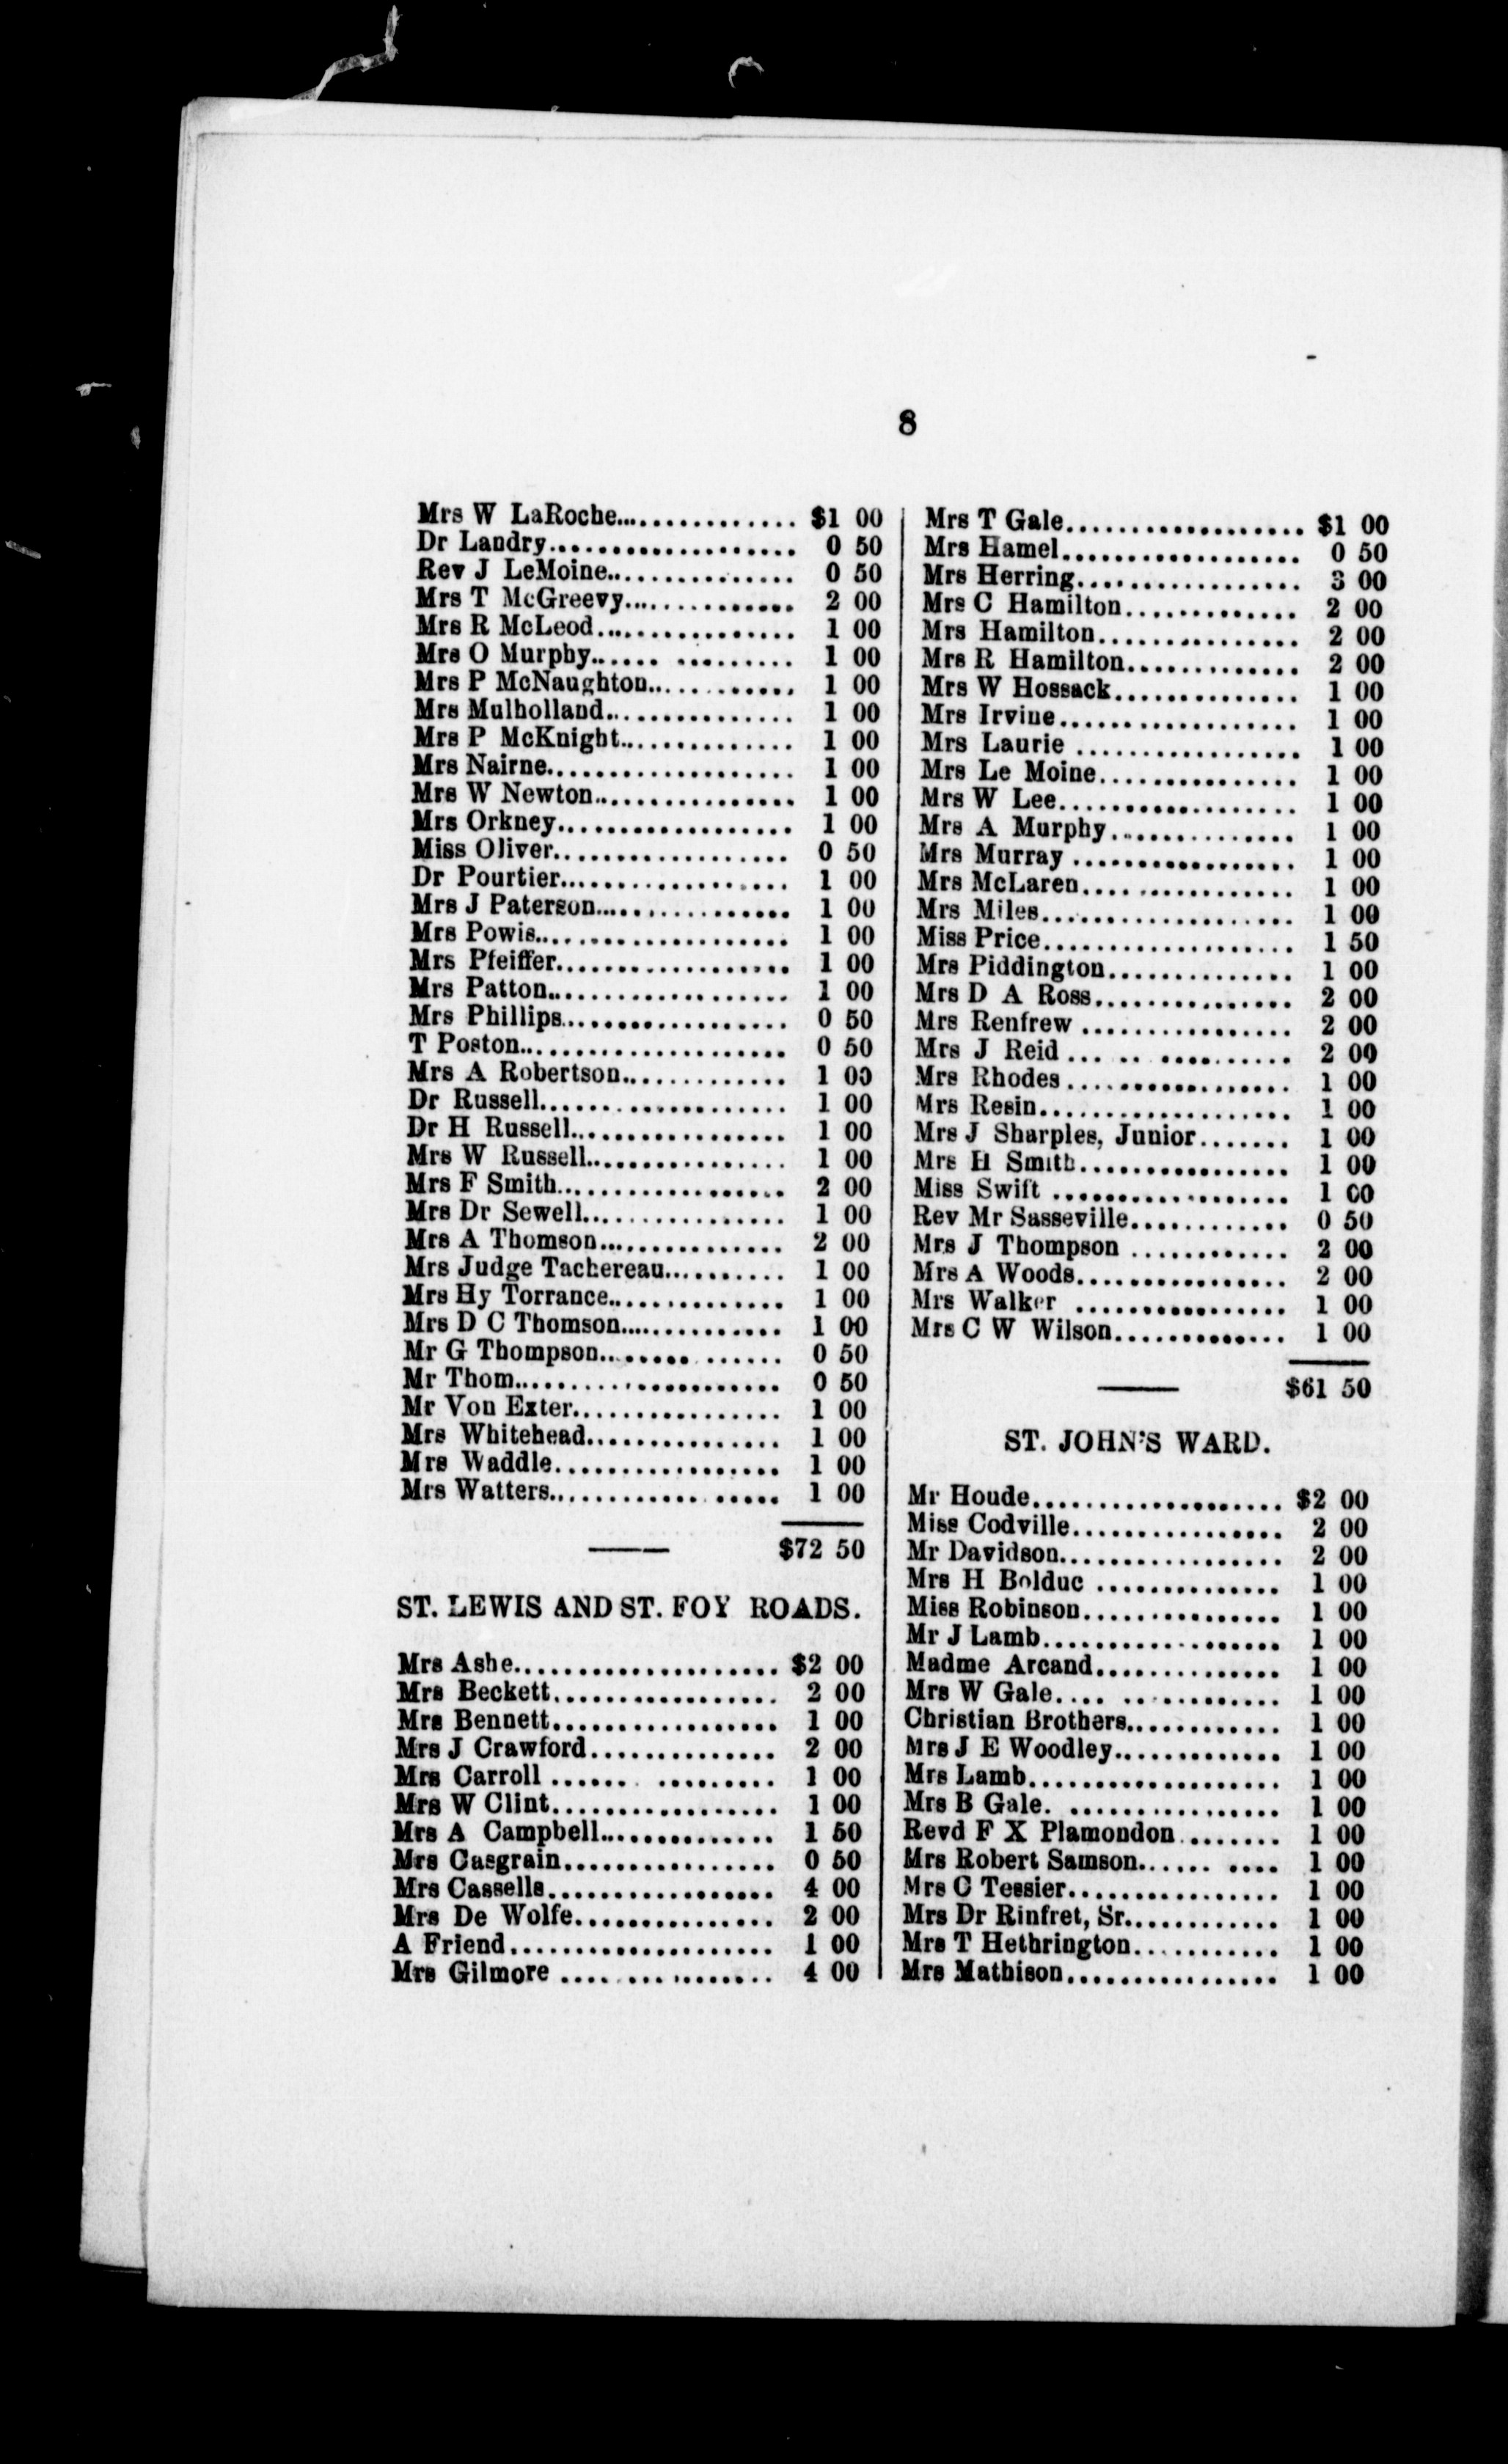 8
Mrs W LaRoche................ $1 00
Dr Landry.................... 0 50
Rev J LeMoine................ 0 50
Mrs T McGreevy............... 2 00
Mrs R McLeod................. 1 00
Mrs O Murphy...... ......... 1 00
Mrs P McNaughton............. 1 00
Mrs Mulholland............... 1 00
Mrs P McKnight............... 1 00
Mrs Nairne................... 1 00
Mrs W Newton................. 1 00
Mrs Orkney................... 1 00
Miss Oliver.................. 0 50
Dr Pourtier.................. 1 00
Mrs J Paterson............... 1 00
Mrs Powis.................... 1 00
Mrs Pfeiffer................. 1 00
Mrs Patton................... 1 00
Mrs Phillips................. 0 50
T Poston..................... 0 50
Mrs A Robertson.............. 1 00
Dr Russell................... 1 00
Dr H Russell................. 1 00
Mrs W Russell................ 1 00
Mrs F Smith.................. 2 00
Mrs Dr Sewell................ 1 00
Mrs A Thomson................ 2 00
Mrs Judge Tachereau.......... 1 00
Mrs Hy Torrance.............. 1 00
Mrs D C Thomson.............. 1 00
Mr G Thompson........ ...... 0 50
Mr Thom...................... 0 50
Mr Von Exter................. 1 00
Mrs Whitehead................ 1 00
Mrs Waddle................... 1 00
Mrs Watters............ ..... 1 00
$72 50
ST. LEWIS AND ST. FOY ROADS.
Mrs Ashe..................... $2 00
Mrs Beckett.................. 2 00
Mrs Bennett.................. 1 00
Mrs J Crawford............... 2 00
Mrs Carroll ...... ......... 1 00
Mrs W Clint.................. 1 00
Mrs A Campbell............... 1 50
Mrs Casgrain................. 0 50
Mrs Cassells................. 4 00
Mrs De Wolfe................. 2 00
A Friend..................... 1 00
Mrs Gilmore ................. 4 00
Mrs T Gale................... $1 00
Mrs Hamel.................... 0 50
Mrs Herring.................. 3 00
Mrs C Hamilton............... 2 00
Mrs Hamilton................. 2 00
Mrs R Hamilton............... 2 00
Mrs W Hossack................ 1 00
Mrs Irvine................... 1 00
Mrs Laurie .................. 1 00
Mrs Le Moine................. 1 00
Mrs W Lee.................... 1 00
Mrs A Murphy................. 1 00
Mrs Murray .................. 1 00
Mrs McLaren.... ............. 1 00
Mrs Miles.................... 1 00
Miss Price................... 1 50
Mrs Piddington............... 1 00
Mrs D A Ross................. 2 00
Mrs Renfrew ................. 2 00
Mrs J Reid ... .. .......... 2 00
Mrs Rhodes................... 1 00
Mrs Resin.................... 1 00
Mrs J Sharples, Junior....... 1 00
Mrs H Smith.................. 1 00
Miss Swift .................. 1 00
Rev Mr Sasseville............ 0 50
Mrs J Thompson .............. 2 00
Mrs A Woods.................. 2 00
Mrs Walker .................. 1 00
Mrs C W Wilson............... 1 00
$61 50
ST. JOHN'S WARD.
Mr Houde..................... $2 00
Miss Codville................ 2 00
Mr Davidson.................. 2 00
Mrs H Bolduc ................ 1 00
Miss Robinson................ 1 00
Mr J Lamb.................... 1 00
Madme Arcand................. 1 00
Mrs W Gale.... ............. 1 00
Christian Brothers........... 1 00
Mrs J E Woodley.............. 1 00
Mrs Lamb..................... 1 00
Mrs B Gale. ................. 1 00
Revd F X Plamondon ........ 1 00
Mrs Robert Samson...... .... 1 00
Mrs C Tessier................ 1 00
Mrs Dr Rinfret, Sr........... 1 00
Mrs T Hethrington............ 1 00
Mrs Mathison................. 1 00